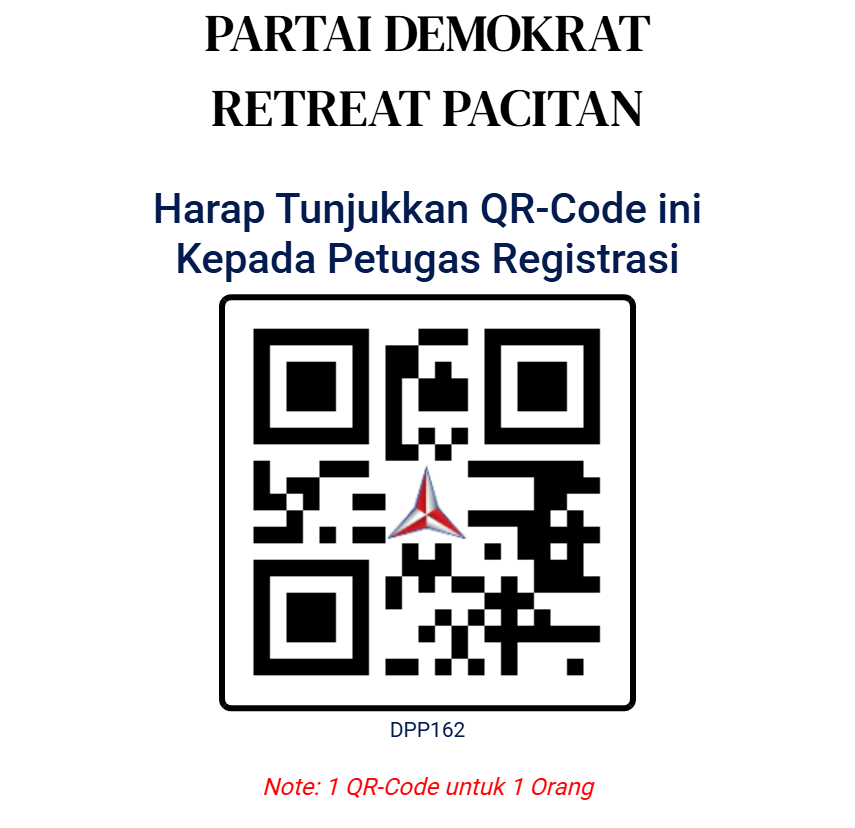 PARTAI DEMOKRAT
RETREAT PACITAN
Harap Tunjukkan QR-Code ini
Kepada Petugas Registrasi
DPP162
Note: 1 QR-Code untuk 1 Orang